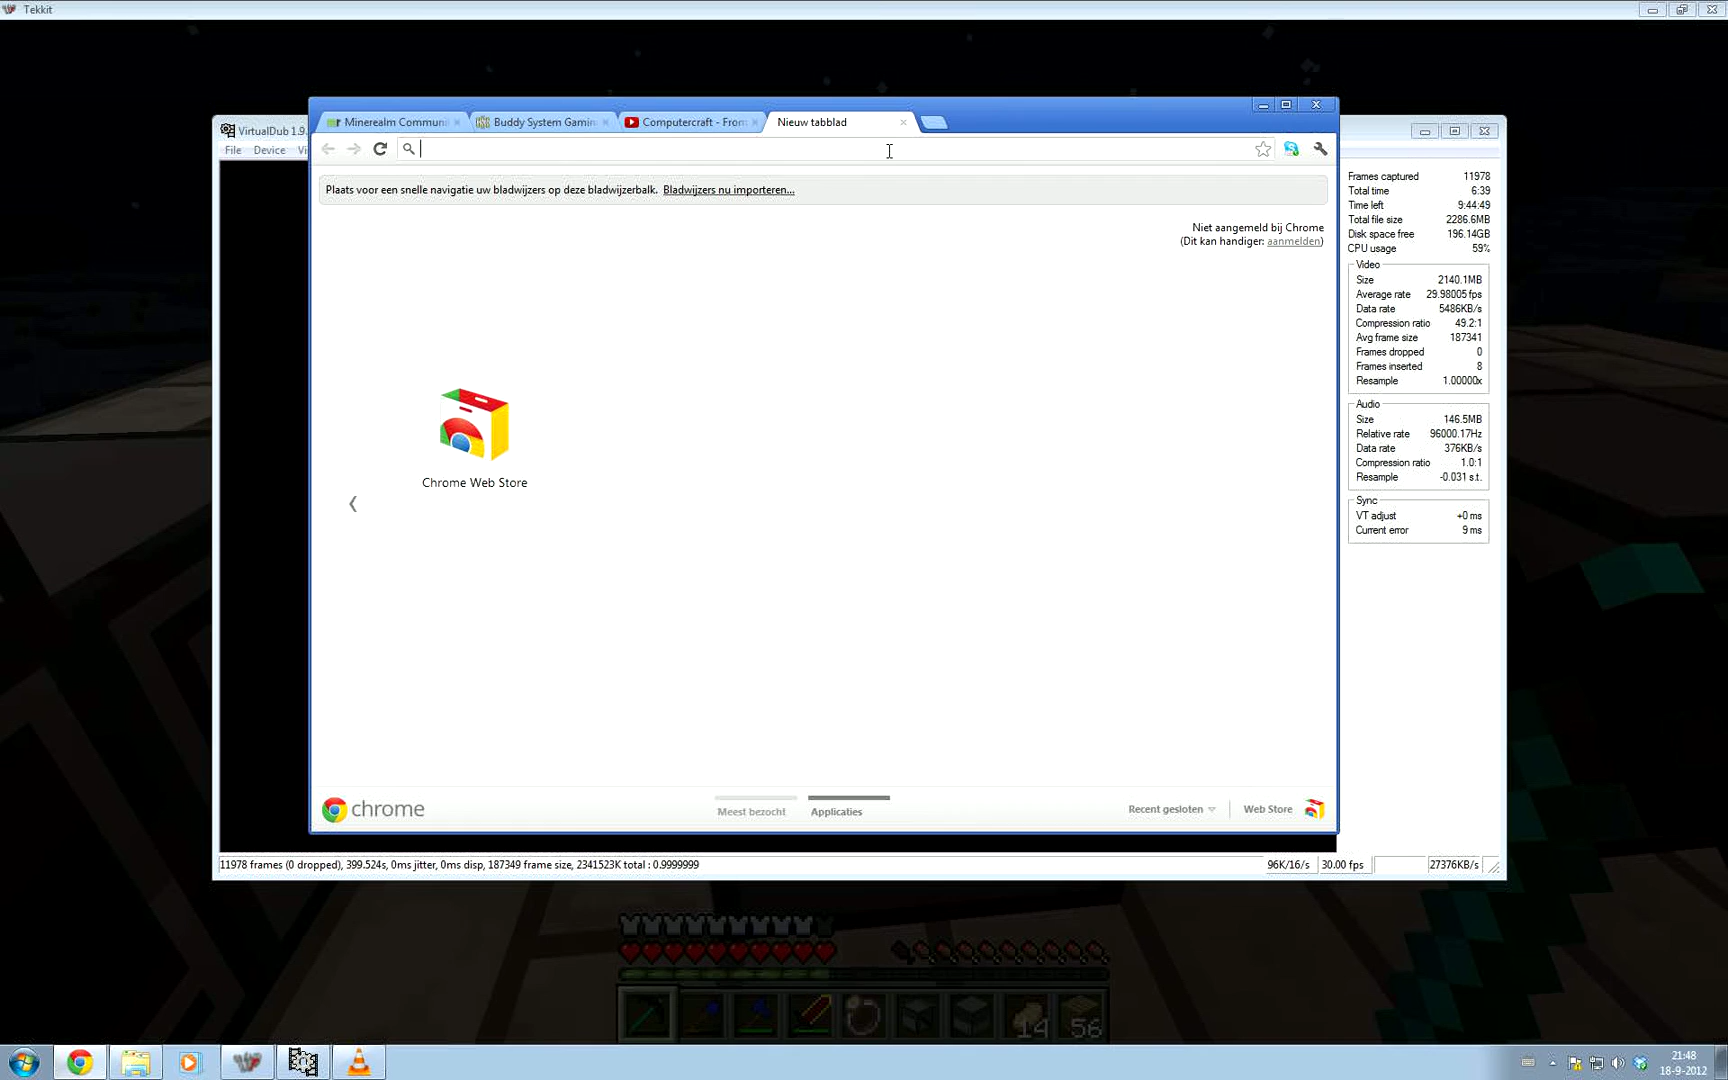 Tekkit
VirtualDub 1.9.
File Device Vi
Minerealm Communi
Buddy System Gamin
Computercraft - From
Nieuw tabblad
Plaats voor een snelle navigatie uw bladwijzers op deze bladwijzerbalk. Bladwijzers nu importeren...
Niet aangemeld bij Chrome
(Dit kan handiger: aanmelden)
Chrome Web Store
chrome
Meest bezocht
Applicaties
Recent gesloten
Web Store
Frames captured 11978
Total time 6:39
Time left 9:44:49
Total file size 2286.6MB
Disk space free 196.14GB
CPU usage 59%
Video
Size 2140.1MB
Average rate 29.98005 fps
Data rate 5486KB/s
Compression ratio 49.2:1
Avg frame size 187341
Frames dropped 0
Frames inserted 8
Resample 1.00000x
Audio
Size 146.5MB
Relative rate 96000.17Hz
Data rate 376KB/s
Compression ratio 1.0:1
Resample -0.031 s.t.
Sync
VT adjust +0 ms
Current error 9 ms
11978 frames (0 dropped), 399.524s, 0ms jitter, 0ms disp, 187349 frame size, 2341523K total : 0.9999999
96K/16/s 30.00 fps 27376KB/s
14 56
21:48
18-9-2012